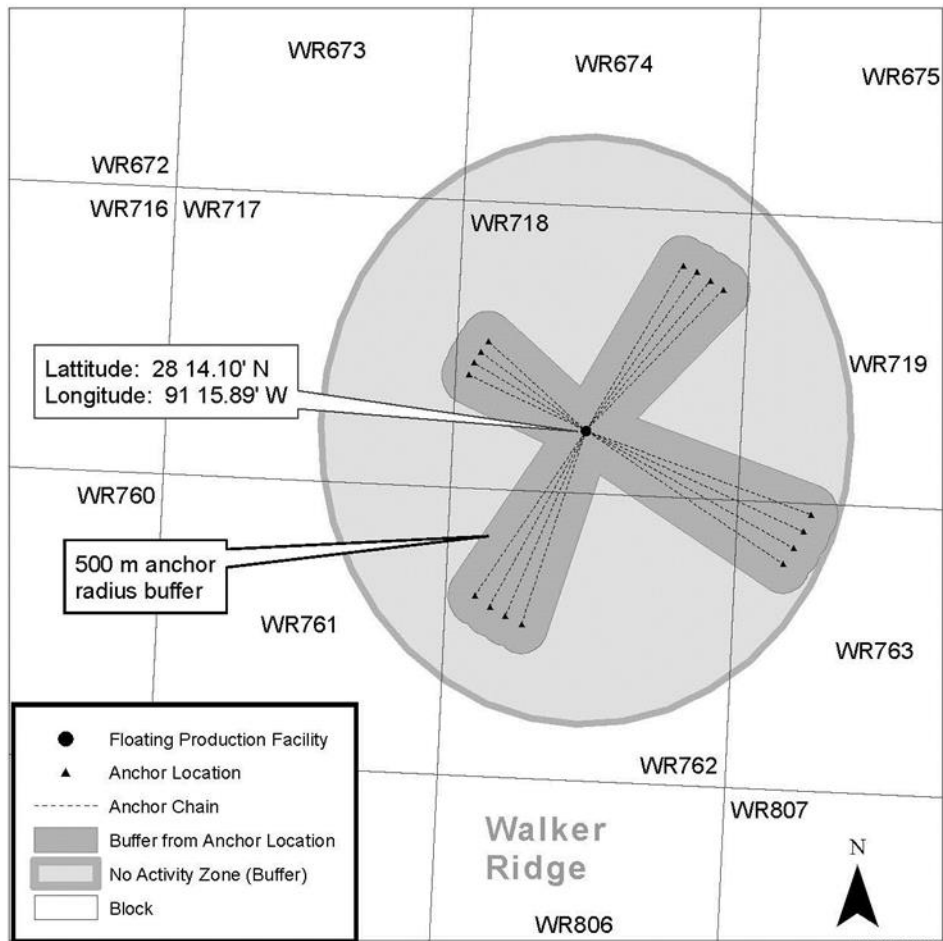 WR673
WR674
WR675
WR672
WR716
WR717
WR718
Lattitude: 28 14.10' N
Longitude: 91 15.89' W
WR719
WR760
500 m anchor
radius buffer
WR761
WR763
Floating Production Facility
Anchor Location
Anchor Chain
Buffer from Anchor Location
No Activity Zone (Buffer)
Block
WR762
WR807
Walker
Ridge
N
WR806